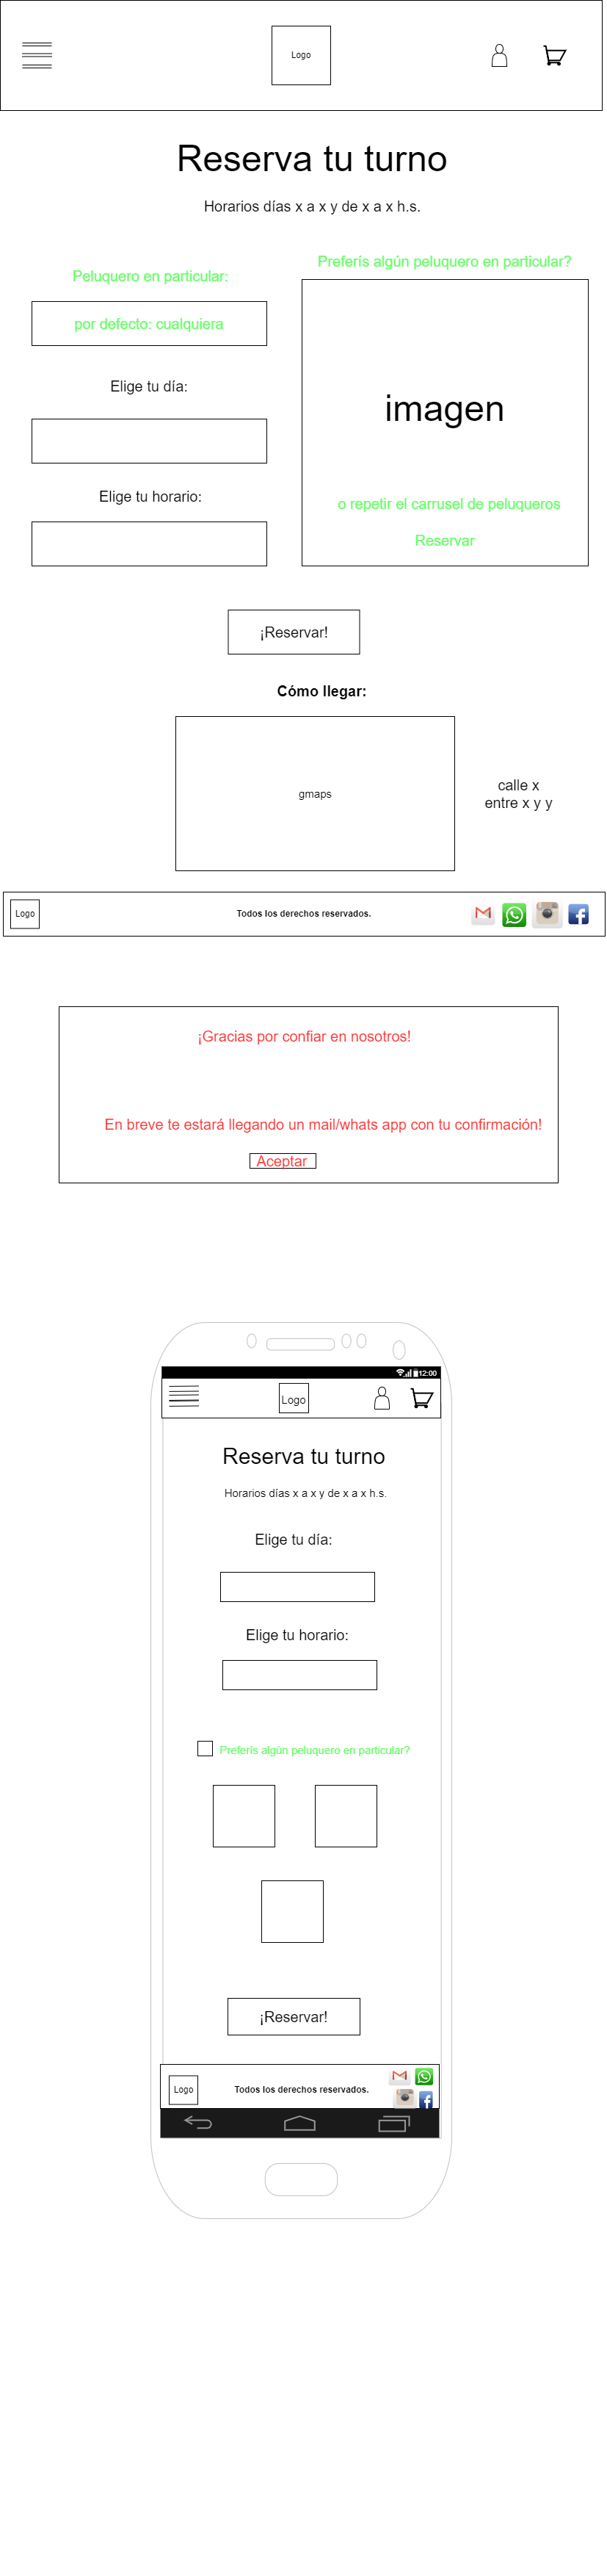 Logo
Reserva tu turno
Horarios días x a x y de x a x h.s.
Preferís algún peluquero en particular?
Peluquero en particular:
por defecto: cualquiera
Elige tu día:
imagen
Elige tu horario:
o repetir el carrusel de peluqueros
Reservar
¡Reservar!
Cómo llegar:
gmaps
calle x
entre x y y
Logo
Todos los derechos reservados.
¡Gracias por confiar en nosotros!
En breve te estará llegando un mail/whats app con tu confirmación!
Aceptar
12:00
Logo
Reserva tu turno
Horarios días x a x y de x a x h.s.
Elige tu día:
Elige tu horario:
Preferís algún peluquero en particular?
¡Reservar!
Logo
Todos los derechos reservados.